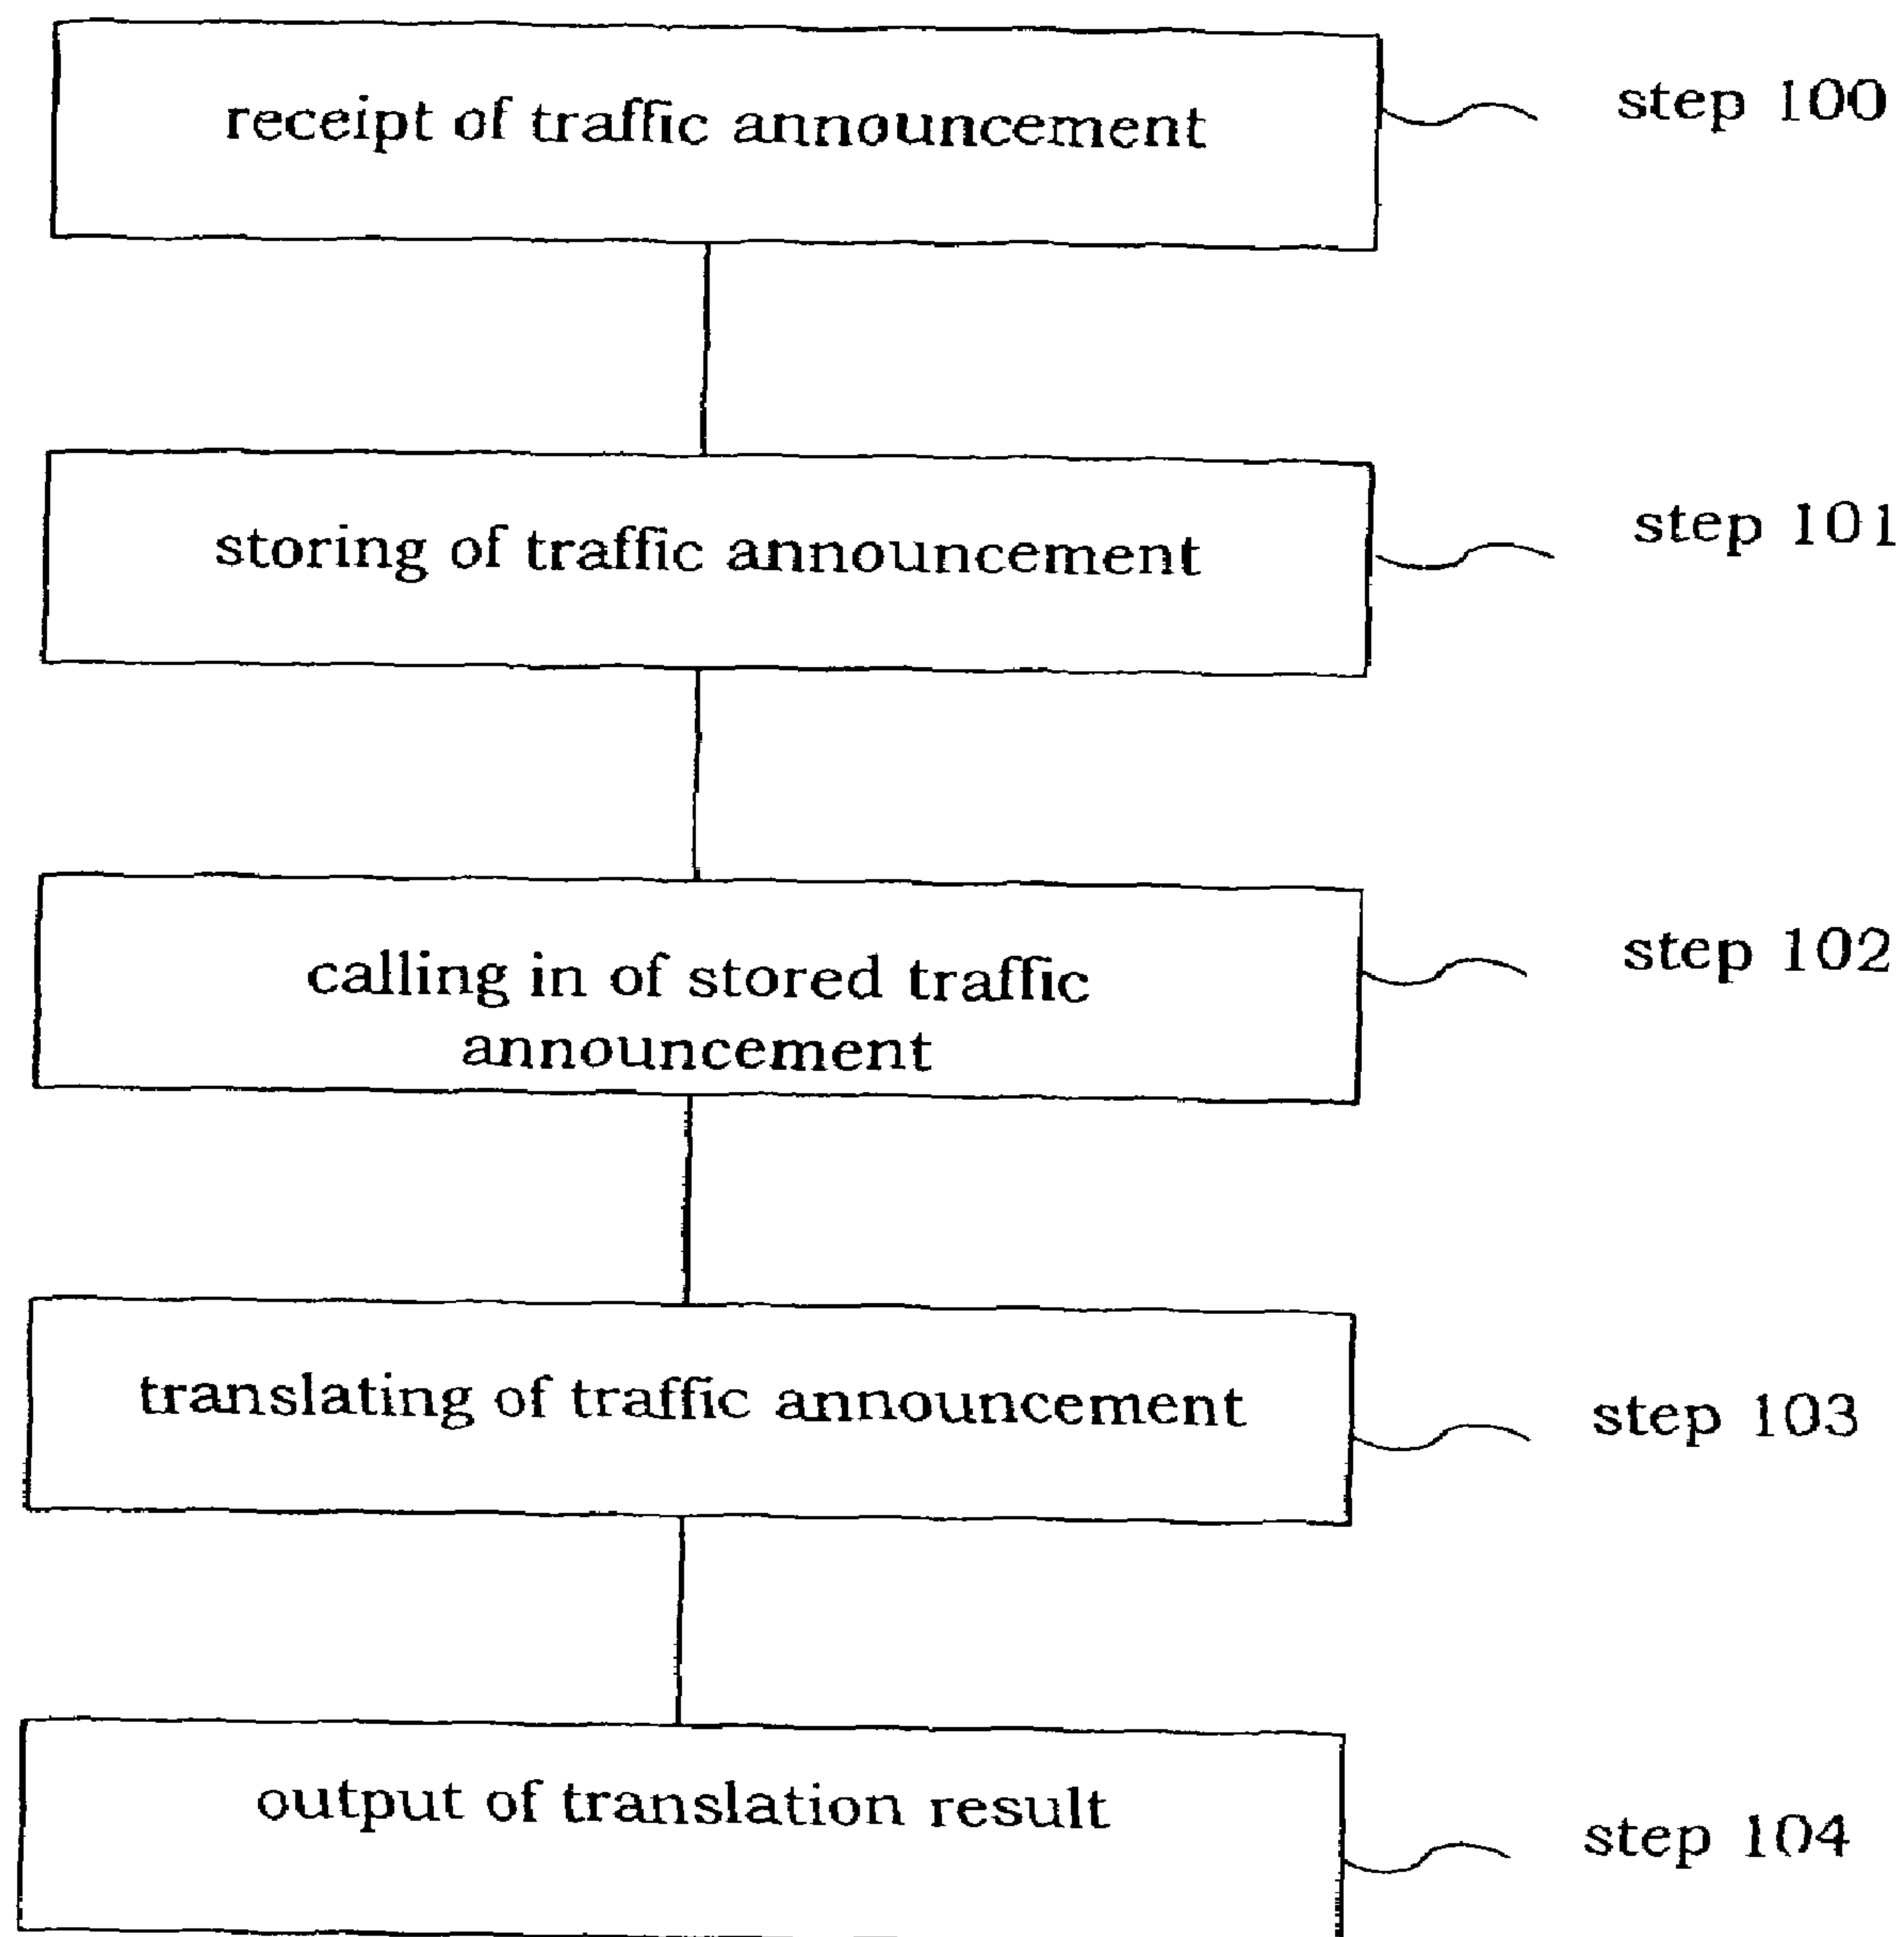 receipt of traffic announcement
step 100
storing of traffic announcement
step 101
calling in of stored traffic
announcement
step 102
translating of traffic announcement
step 103
output of translation result
step 104